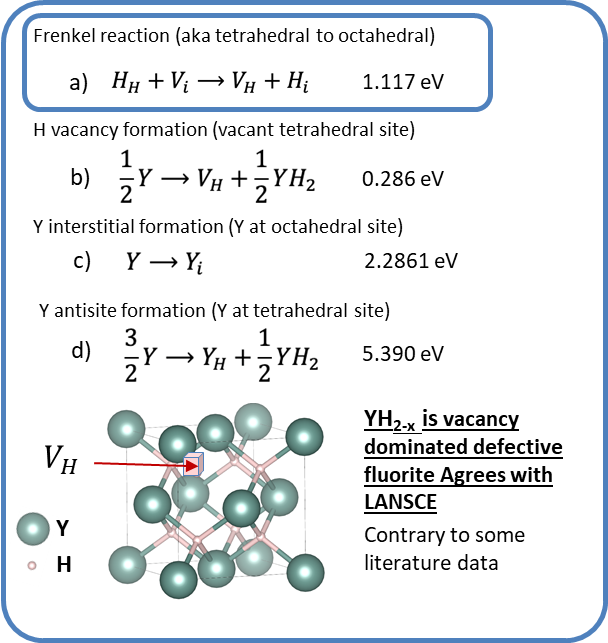 Frenkel reaction (aka tetrahedral to octahedral)
a) H_H + V_i ⟶ V_H + H_i 1.117 eV
H vacancy formation (vacant tetrahedral site)
b) 1/2 Y ⟶ V_H + 1/2 YH_2 0.286 eV
Y interstitial formation (Y at octahedral site)
c) Y ⟶ Y_i 2.2861 eV
Y antisite formation (Y at tetrahedral site)
d) 3/2 Y ⟶ Y_H + 1/2 YH_2 5.390 eV
V_H
Y
H
YH_2-x is vacancy
dominated defective
fluorite Agrees with
LANSCE
Contrary to some
literature data